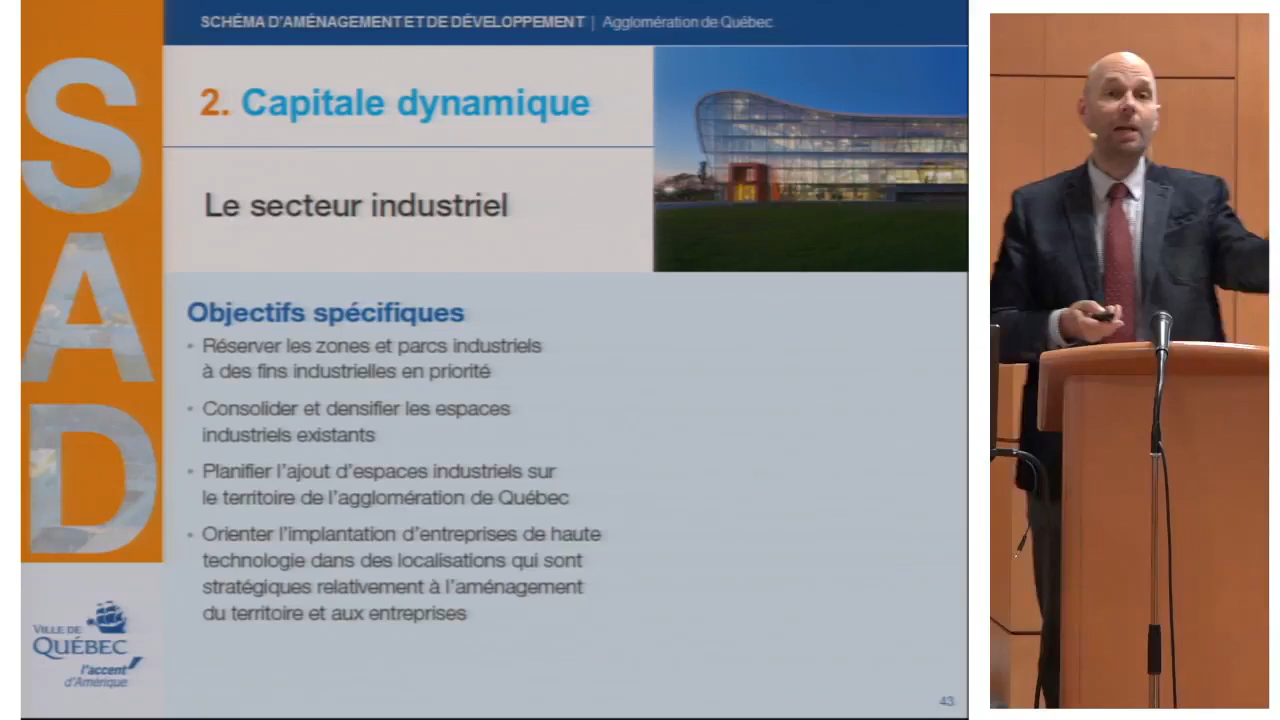 SCHÉMA D'AMÉNAGEMENT ET DE DÉVELOPPEMENT | Agglomération de Québec
SAD
2. Capitale dynamique
Le secteur industriel
Objectifs spécifiques
• Réserver les zones et parcs industriels
à des fins industrielles en priorité
• Consolider et densifier les espaces
industriels existants
• Planifier l'ajout d'espaces industriels sur
le territoire de l'agglomération de Québec
• Orienter l'implantation d'entreprises de haute
technologie dans des localisations qui sont
stratégiques relativement à l'aménagement
du territoire et aux entreprises
VILLE DE
QUÉBEC
l'accent
d'Amérique
43